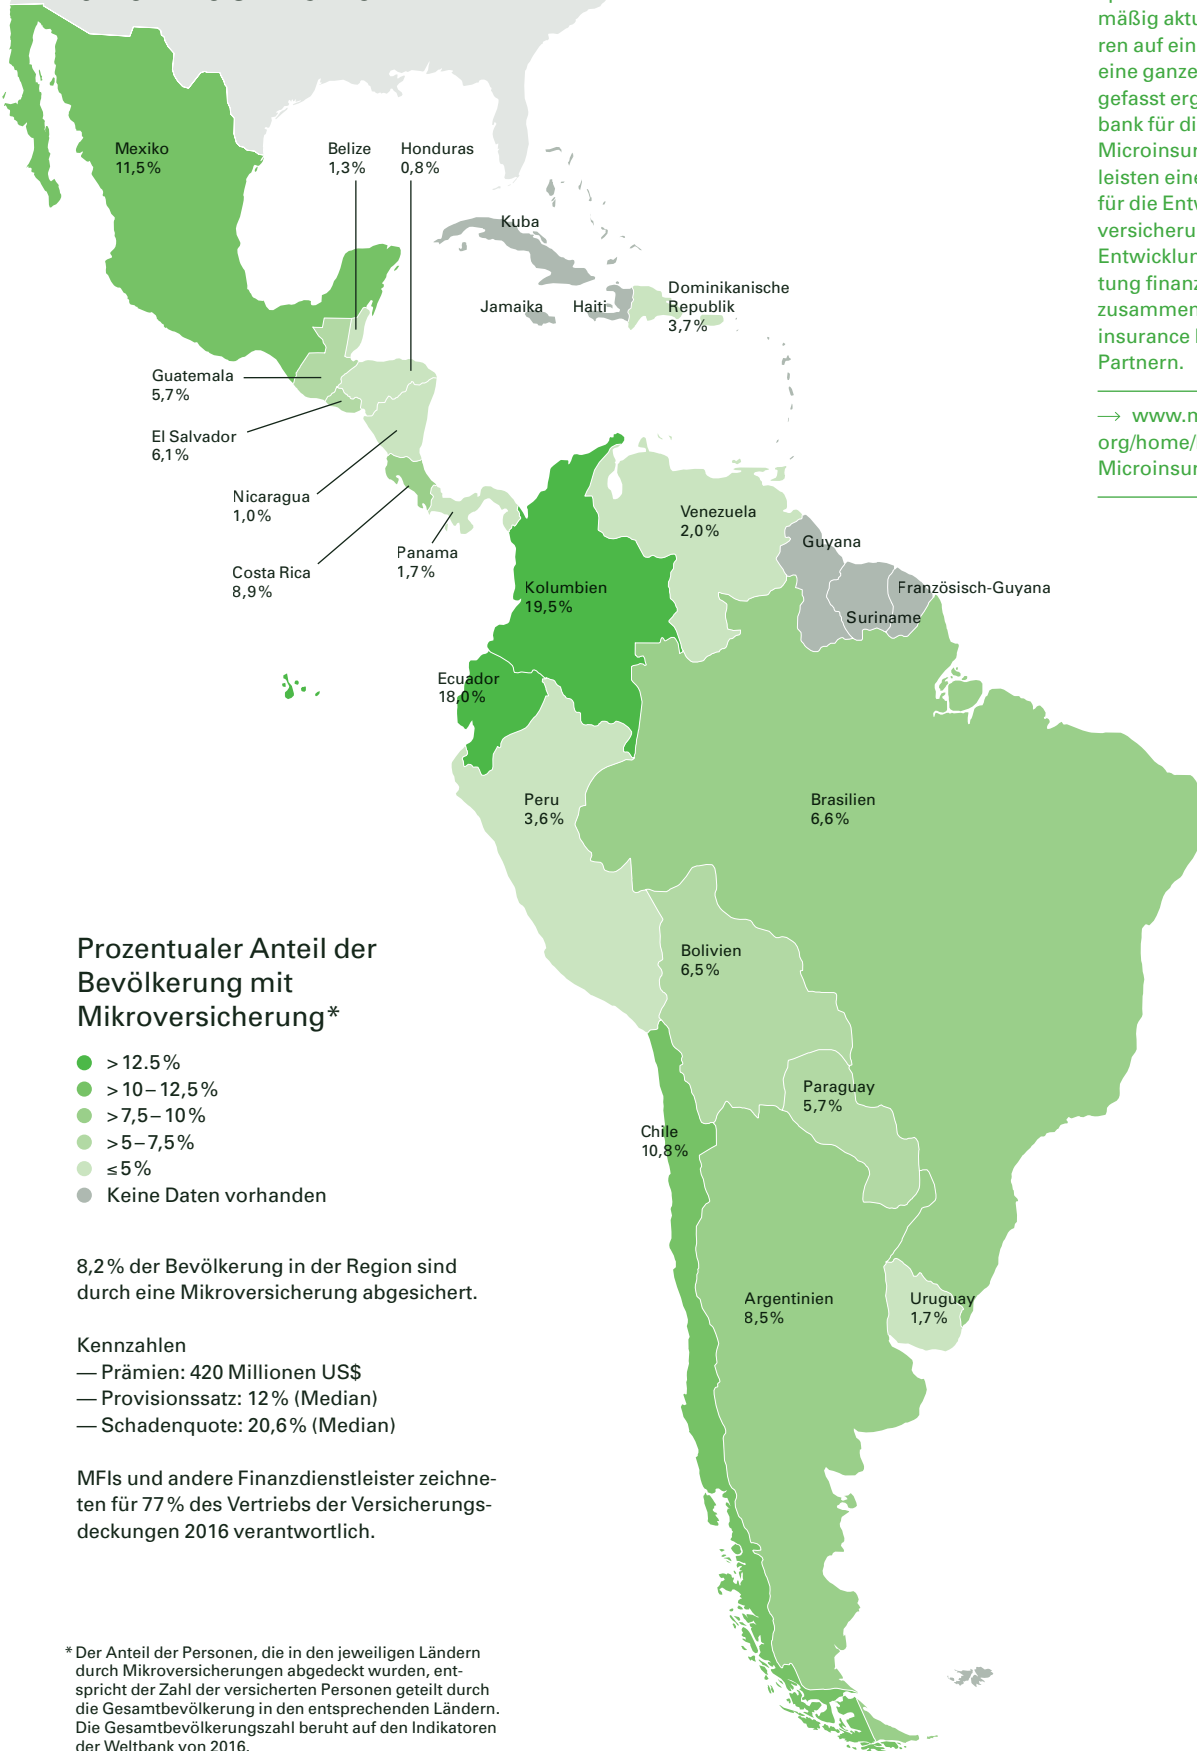 mäßig aktu
ren auf ein
eine ganze
gefasst erg
bank für di
Microinsur
leisten eine
für die Entw
versicheru
Entwicklun
tung finanz
zusammen
insurance
Partnern.
→ www.n
org/home/
Microinsur
Mexiko
11,5%
Belize
1,3%
Honduras
0,8%
Kuba
Jamaika
Haiti
Dominikanische
Republik
3,7%
Guatemala
5,7%
El Salvador
6,1%
Nicaragua
1,0%
Costa Rica
8,9%
Panama
1,7%
Venezuela
2,0%
Guyana
Französisch-Guyana
Suriname
Kolumbien
19,5%
Ecuador
18,0%
Peru
3,6%
Brasilien
6,6%
Bolivien
6,5%
Paraguay
5,7%
Chile
10,8%
Argentinien
8,5%
Uruguay
1,7%
Prozentualer Anteil der
Bevölkerung mit
Mikroversicherung*
> 12.5%
> 10–12,5%
> 7,5–10%
> 5–7,5%
≤ 5%
Keine Daten vorhanden
8,2% der Bevölkerung in der Region sind
durch eine Mikroversicherung abgesichert.
Kennzahlen
— Prämien: 420 Millionen US$
— Provisionssatz: 12% (Median)
— Schadenquote: 20,6% (Median)
MFIs und andere Finanzdienstleister zeichne-
ten für 77% des Vertriebs der Versicherungs-
deckungen 2016 verantwortlich.
* Der Anteil der Personen, die in den jeweiligen Ländern
durch Mikroversicherungen abgedeckt wurden, ent-
spricht der Zahl der versicherten Personen geteilt durch
die Gesamtbevölkerung in den entsprechenden Ländern.
Die Gesamtbevölkerungszahl beruht auf den Indikatoren
der Weltbank von 2016.